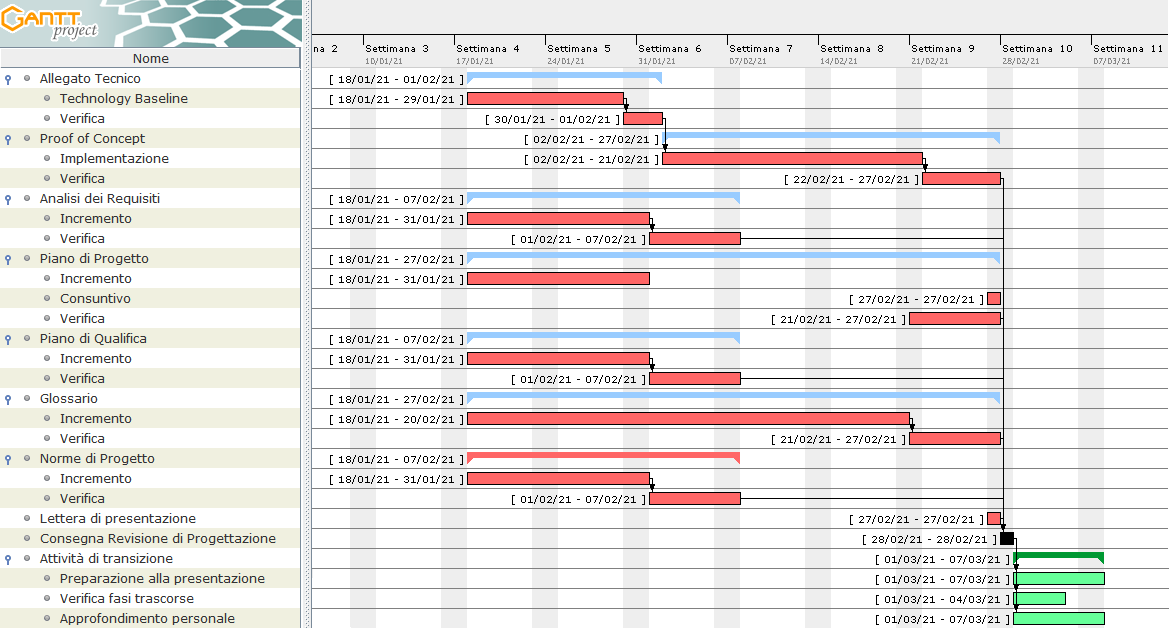 GANTT
project
na 2 Settimana 3 Settimana 4 Settimana 5 Settimana 6 Settimana 7 Settimana 8 Settimana 9 Settimana 10 Settimana 11
Nome
10/01/21 17/01/21 24/01/21 31/01/21 07/02/21 14/02/21 21/02/21 28/02/21 07/03/21
Allegato Tecnico [ 18/01/21 - 01/02/21 ]
Technology Baseline [ 18/01/21 - 29/01/21 ]
Verifica [ 30/01/21 - 01/02/21 ]
Proof of Concept [ 02/02/21 - 27/02/21 ]
Implementazione [ 02/02/21 - 21/02/21 ]
Verifica [ 22/02/21 - 27/02/21 ]
Analisi dei Requisiti [ 18/01/21 - 07/02/21 ]
Incremento [ 18/01/21 - 31/01/21 ]
Verifica [ 01/02/21 - 07/02/21 ]
Piano di Progetto [ 18/01/21 - 27/02/21 ]
Incremento [ 18/01/21 - 31/01/21 ]
Consuntivo [ 27/02/21 - 27/02/21 ]
Verifica [ 21/02/21 - 27/02/21 ]
Piano di Qualifica [ 18/01/21 - 07/02/21 ]
Incremento [ 18/01/21 - 31/01/21 ]
Verifica [ 01/02/21 - 07/02/21 ]
Glossario [ 18/01/21 - 27/02/21 ]
Incremento [ 18/01/21 - 20/02/21 ]
Verifica [ 21/02/21 - 27/02/21 ]
Norme di Progetto [ 18/01/21 - 07/02/21 ]
Incremento [ 18/01/21 - 31/01/21 ]
Verifica [ 01/02/21 - 07/02/21 ]
Lettera di presentazione [ 27/02/21 - 27/02/21 ]
Consegna Revisione di Progettazione [ 28/02/21 - 28/02/21 ]
Attività di transizione [ 01/03/21 - 07/03/21 ]
Preparazione alla presentazione [ 01/03/21 - 07/03/21 ]
Verifica fasi trascorse [ 01/03/21 - 04/03/21 ]
Approfondimento personale [ 01/03/21 - 07/03/21 ]